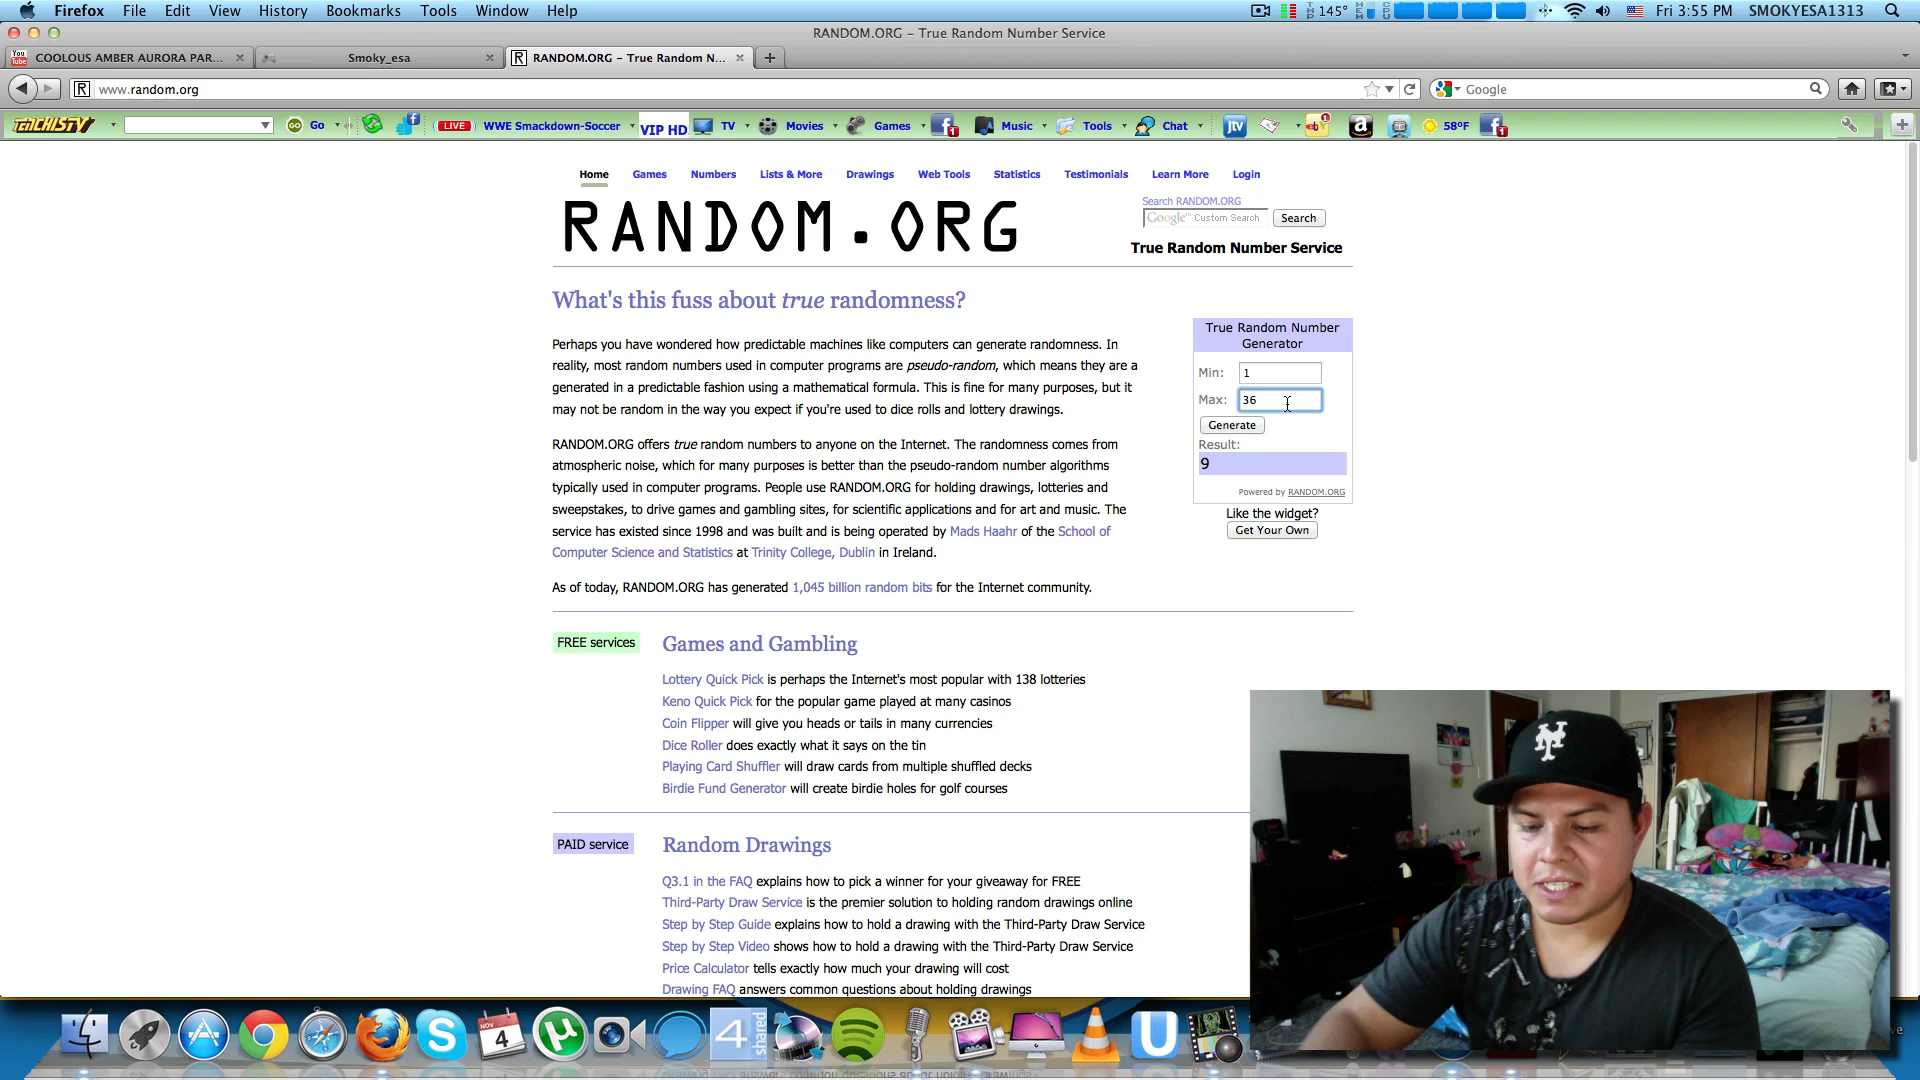 Firefox File Edit View History Bookmarks Tools Window Help
145° Fri 3:55 PM SMOKYESA1313
RANDOM.ORG – True Random Number Service
You Tube COOLOUS AMBER AURORA PAR... Smoky_esa RANDOM.ORG – True Random N...
www.random.org Google
Go LIVE WWE Smackdown-Soccer VIP HD TV Movies Games 1 Music Tools Chat jtv 1 58°F 1
Home Games Numbers Lists & More Drawings Web Tools Statistics Testimonials Learn More Login
RANDOM.ORG
Search RANDOM.ORG
Google™ Custom Search Search
True Random Number Service
What's this fuss about true randomness?
Perhaps you have wondered how predictable machines like computers can generate randomness. In
reality, most random numbers used in computer programs are pseudo-random, which means they are
generated in a predictable fashion using a mathematical formula. This is fine for many purposes, but it
may not be random in the way you expect if you're used to dice rolls and lottery drawings.
RANDOM.ORG offers true random numbers to anyone on the Internet. The randomness comes from
atmospheric noise, which for many purposes is better than the pseudo-random number algorithms
typically used in computer programs. People use RANDOM.ORG for holding drawings, lotteries and
sweepstakes, to drive games and gambling sites, for scientific applications and for art and music. The
service has existed since 1998 and was built and is being operated by Mads Haahr of the School of
Computer Science and Statistics at Trinity College, Dublin in Ireland.
As of today, RANDOM.ORG has generated 1,045 billion random bits for the Internet community.
True Random Number
Generator
Min: 1
Max: 36
Generate
Result:
9
Powered by RANDOM.ORG
Like the widget?
Get Your Own
FREE services
Games and Gambling
Lottery Quick Pick is perhaps the Internet's most popular with 138 lotteries
Keno Quick Pick for the popular game played at many casinos
Coin Flipper will give you heads or tails in many currencies
Dice Roller does exactly what it says on the tin
Playing Card Shuffler will draw cards from multiple shuffled decks
Birdie Fund Generator will create birdie holes for golf courses
PAID service
Random Drawings
Q3.1 in the FAQ explains how to pick a winner for your giveaway for FREE
Third-Party Draw Service is the premier solution to holding random drawings online
Step by Step Guide explains how to hold a drawing with the Third-Party Draw Service
Step by Step Video shows how to hold a drawing with the Third-Party Draw Service
Price Calculator tells exactly how much your drawing will cost
Drawing FAQ answers common questions about holding drawings
NOV 4
4 shared
U